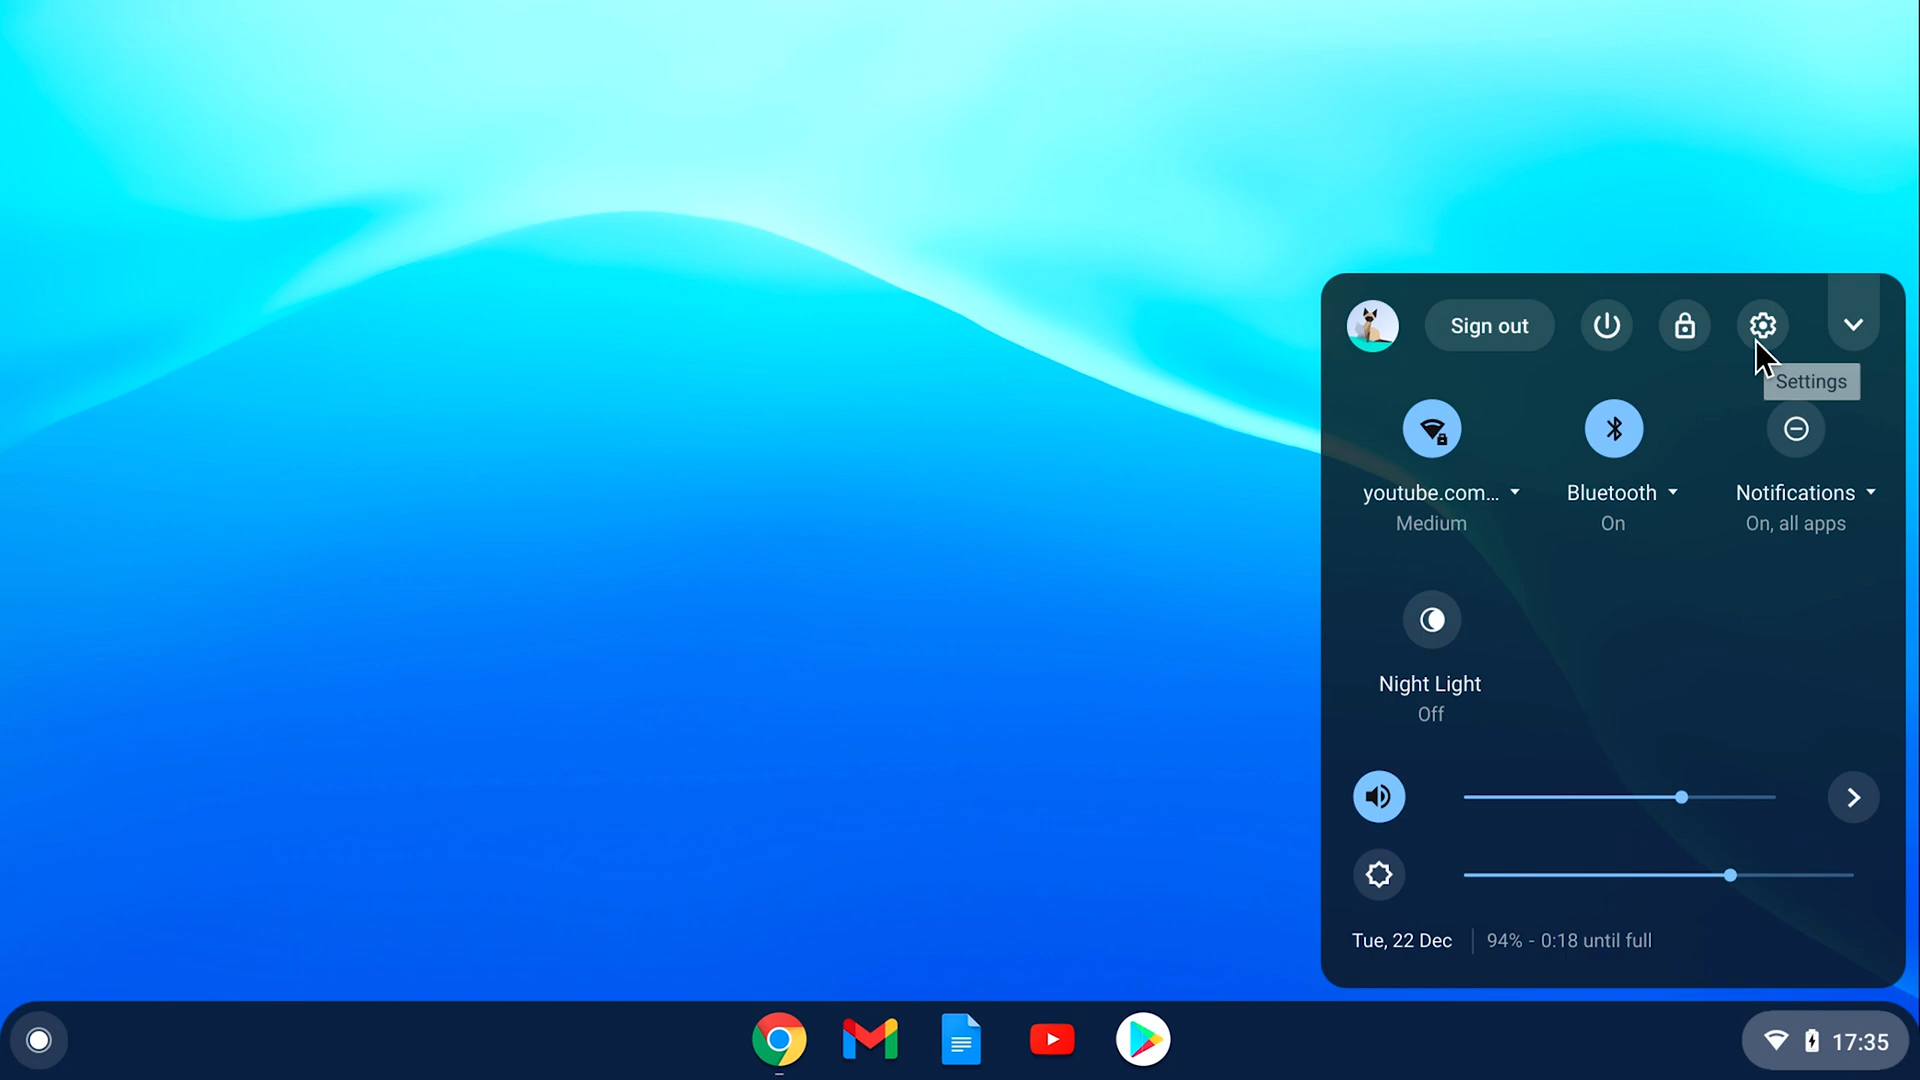 Sign out
Settings
youtube.com...
Medium
Bluetooth
On
Notifications
On, all apps
Night Light
Off
Tue, 22 Dec
94% - 0:18 until full
17:35